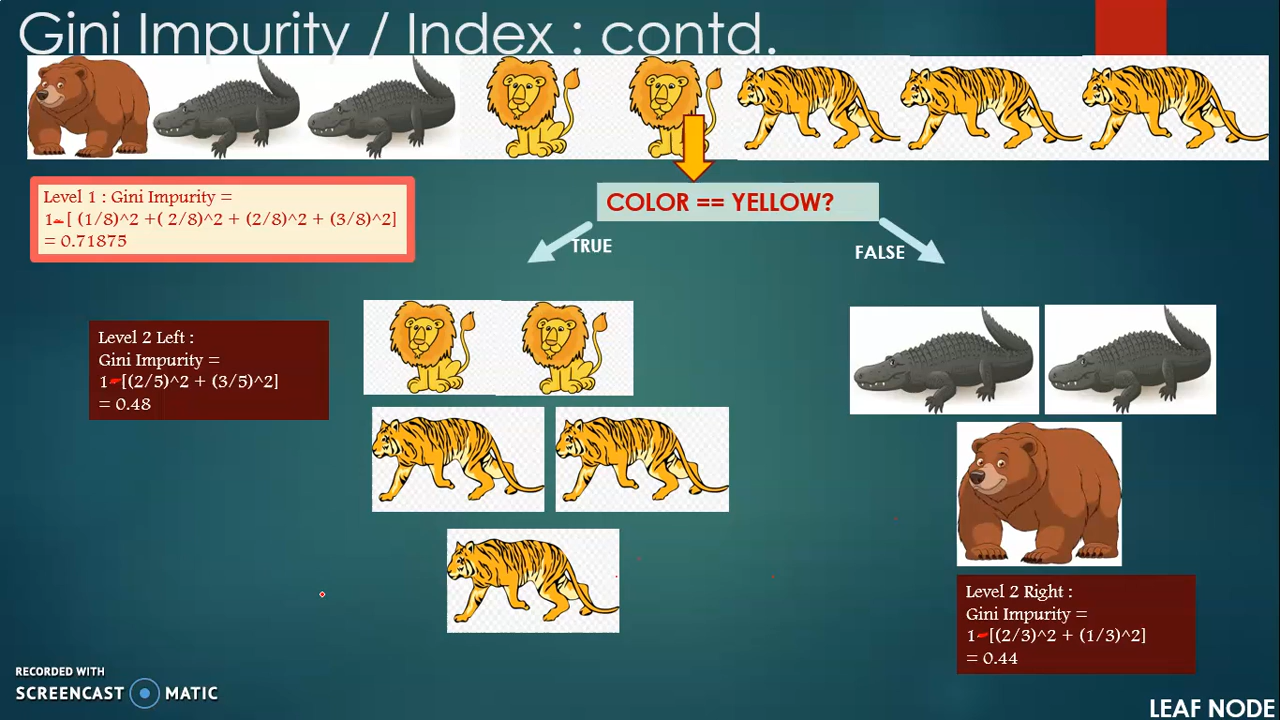 Gini Impurity / Index : contd.
Level 1 : Gini Impurity =
1- [ (1/8)^2 +( 2/8)^2 + (2/8)^2 + (3/8)^2]
= 0.71875
COLOR == YELLOW?
TRUE
FALSE
Level 2 Left :
Gini Impurity =
1-[(2/5)^2 + (3/5)^2]
= 0.48
Level 2 Right :
Gini Impurity =
1-[(2/3)^2 + (1/3)^2]
= 0.44
RECORDED WITH
SCREENCAST MATIC
LEAF NODE